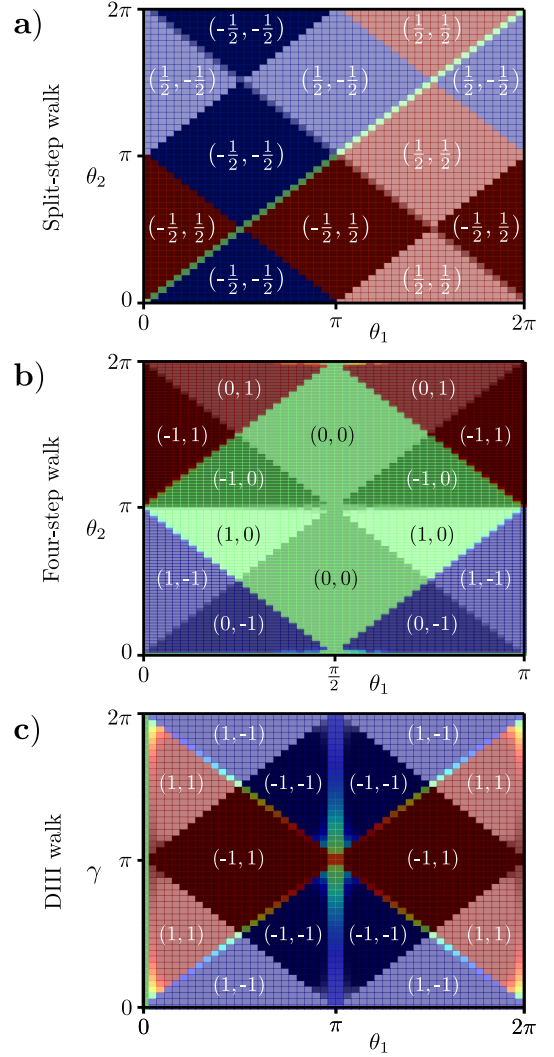 a)
Split-step walk
θ₂
2π
(-1/2, -1/2) (1/2, 1/2)
(1/2, -1/2) (1/2, -1/2) (1/2, -1/2)
π
(-1/2, -1/2) (1/2, 1/2)
(-1/2, 1/2) (-1/2, 1/2) (-1/2, 1/2)
(-1/2, -1/2) (1/2, 1/2)
0
0 π θ₁ 2π
b)
Four-step walk
θ₂
2π
(0, 1) (0, 1)
(-1, 1) (0, 0) (-1, 1)
(-1, 0) (-1, 0)
π
(1, 0) (1, 0)
(1, -1) (0, 0) (1, -1)
(0, -1) (0, -1)
0
0 π/2 θ₁ π
c)
DIII walk
γ
2π
(1, -1) (1, -1)
(1, 1) (-1, -1) (-1, -1) (1, 1)
π
(-1, 1) (-1, 1)
(1, 1) (-1, -1) (-1, -1) (1, 1)
(1, -1) (1, -1)
0
0 π θ₁ 2π